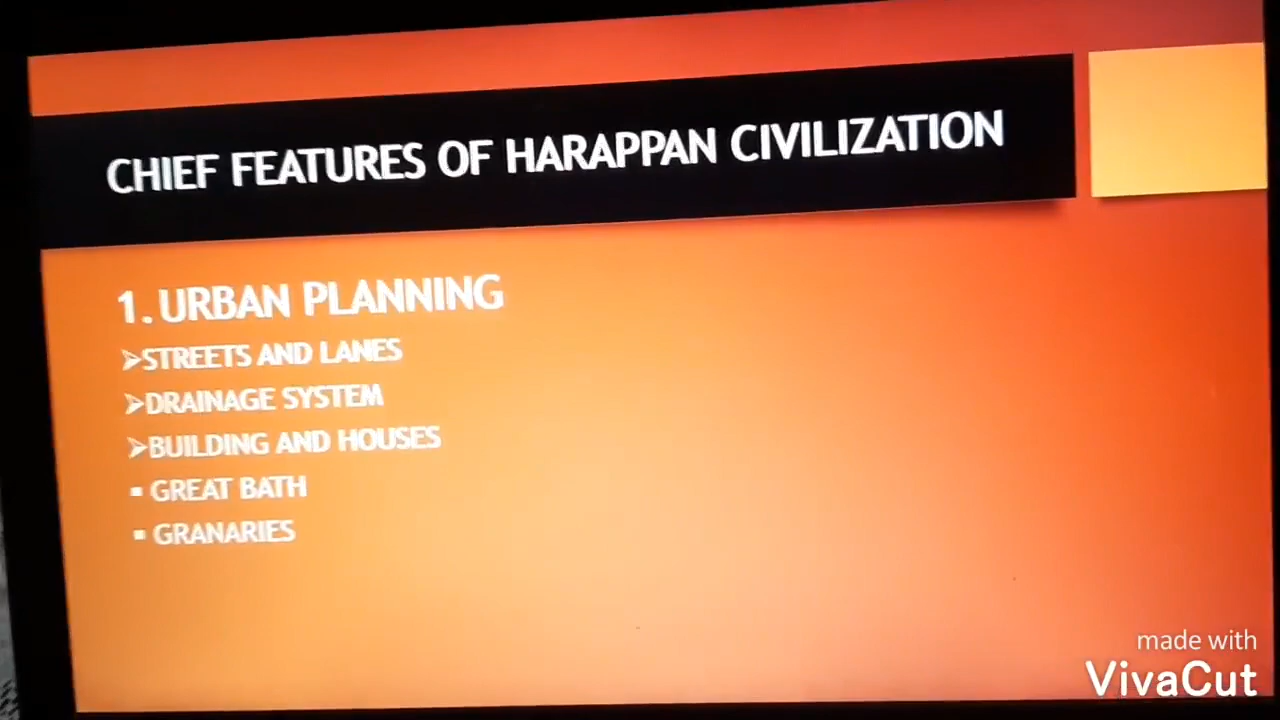 CHIEF FEATURES OF HARAPPAN CIVILIZATION
1. URBAN PLANNING
➢STREETS AND LANES
➢DRAINAGE SYSTEM
➢BUILDING AND HOUSES
▪ GREAT BATH
▪ GRANARIES
made with
VivaCut